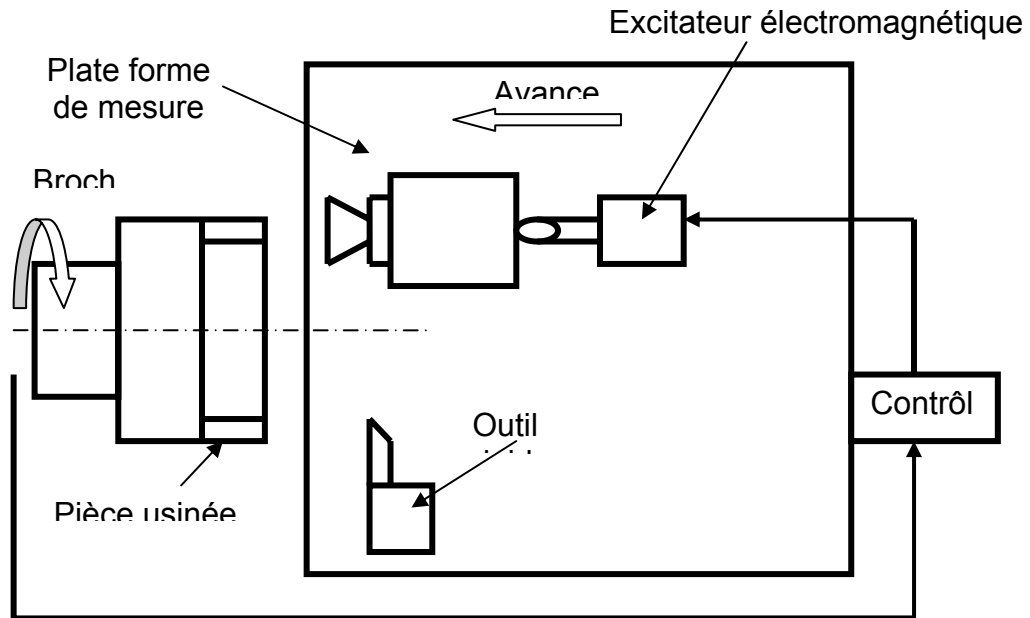 Excitateur électromagnétique
Plate forme
de mesure
Avance
Broch
Contrôl
Outil
Pièce usinée